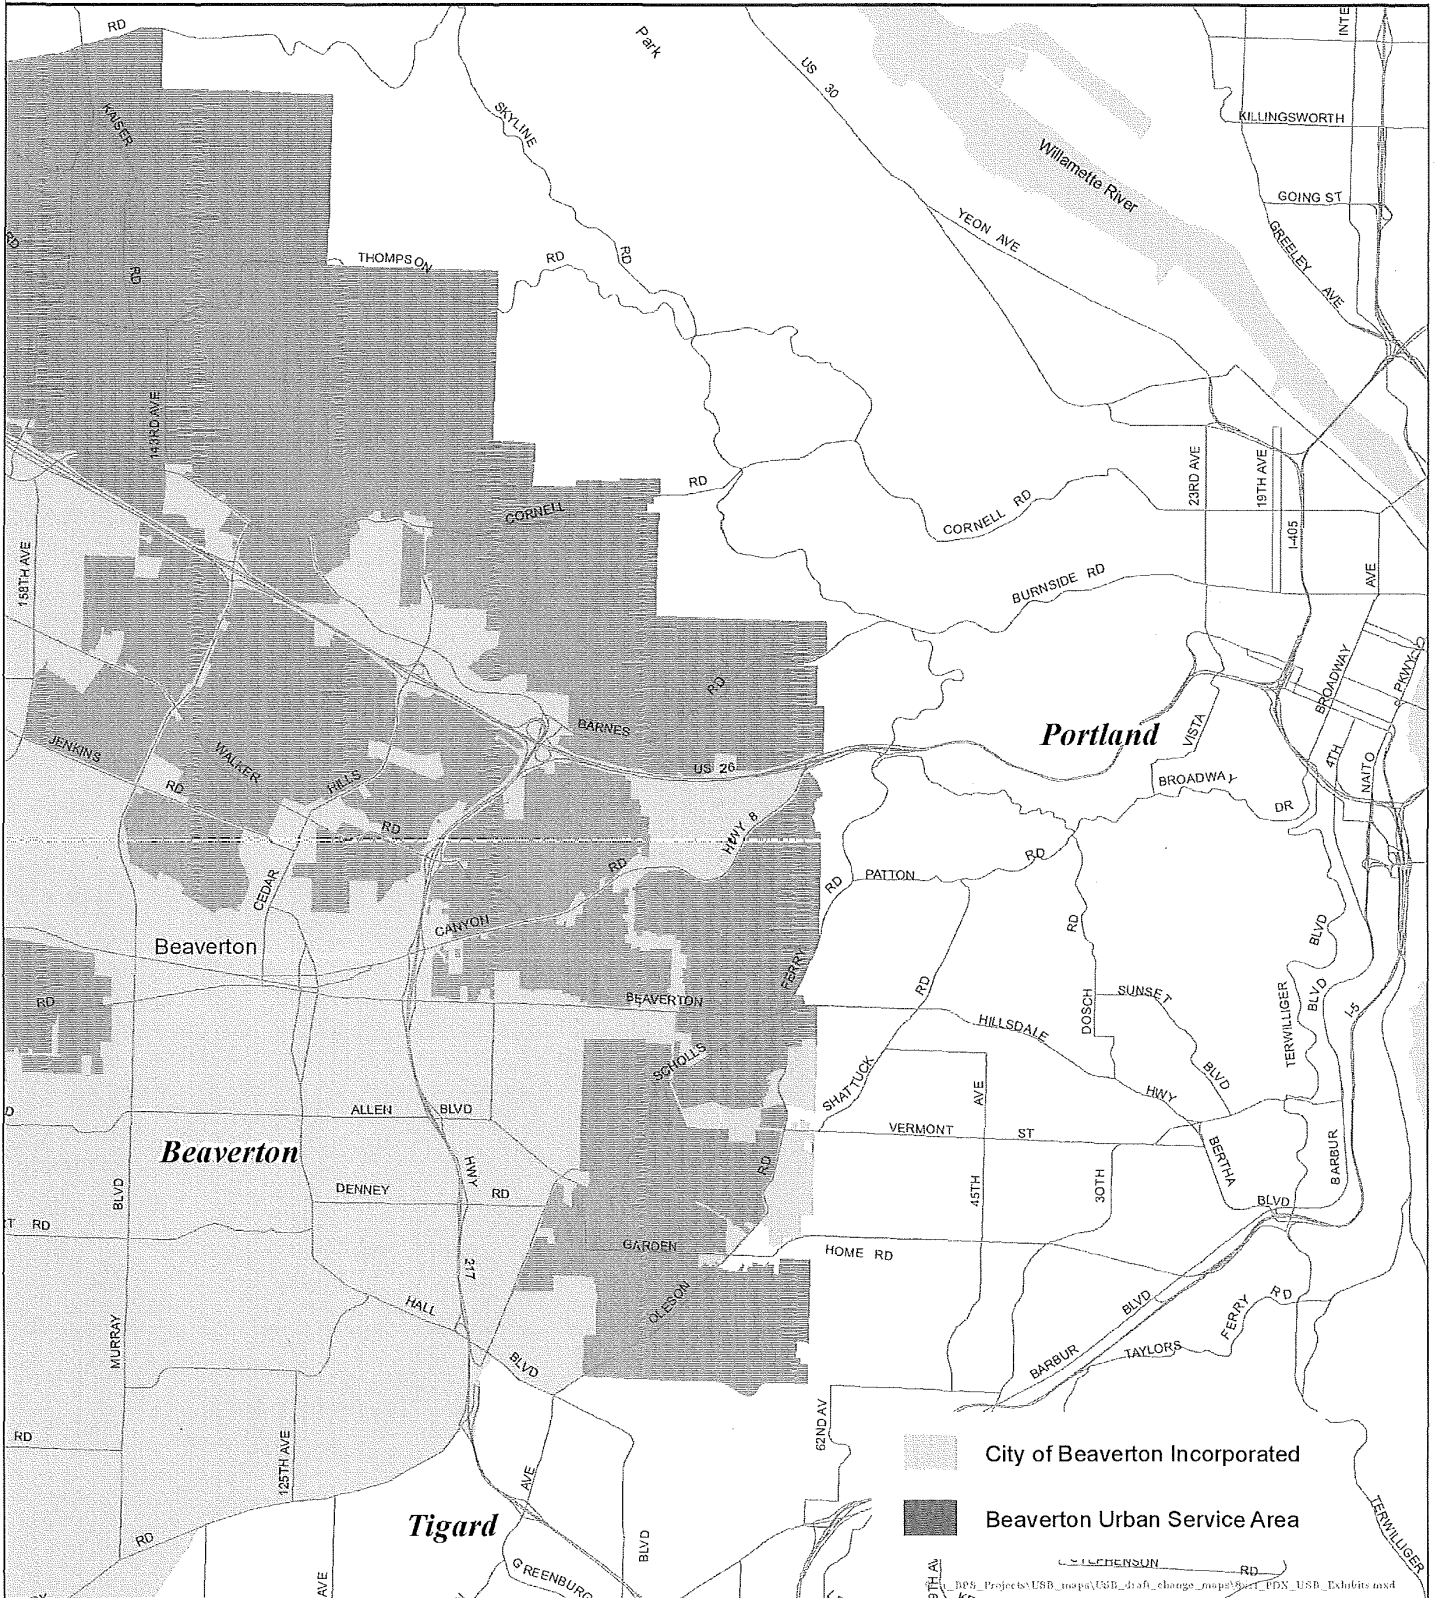 RD
Park
INTE
US 30
KAISER
SKYLINE
KILLINGSWORTH
Willamette River
GOING ST
YEON AVE
GREELEY AVE
RD
THOMPSON
RD
RD
RD
143RD AVE
RD
CORNELL
CORNELL RD
23RD AVE
19TH AVE
I-405
158TH AVE
BURNSIDE RD
AVE
RD
BROADWAY
PKWY
BARNES
Portland
VISTA
JENKINS
WALKER
US 26
4TH
NAITO
RD
HILLS
BROADWAY
DR
RD
HWY 8
RD
RD
PATTON
RD
CEDAR
CANYON
RD
BLVD
Beaverton
FERRY
RD
BEAVERTON
RD
SUNSET
DOSCH
TERWILLIGER
BLVD
I-5
HILLSDALE
SCHOLLS
BLVD
SHATTUCK
AVE
HWY
D
ALLEN
BLVD
VERMONT
ST
Beaverton
HWY
RD
BERTHA
BARBUR
BLVD
DENNEY
RD
45TH
30TH
BLVD
T RD
GARDEN
HOME RD
217
HALL
OLESON
BLVD
FERRY
RD
MURRAY
BLVD
BARBUR
TAYLORS
RD
125TH AVE
62ND AV
City of Beaverton Incorporated
AVE
Tigard
Beaverton Urban Service Area
TERWILLIGER
RD
BLVD
GREENBURG
STEPHENSON
RD
AVE
9TH AV